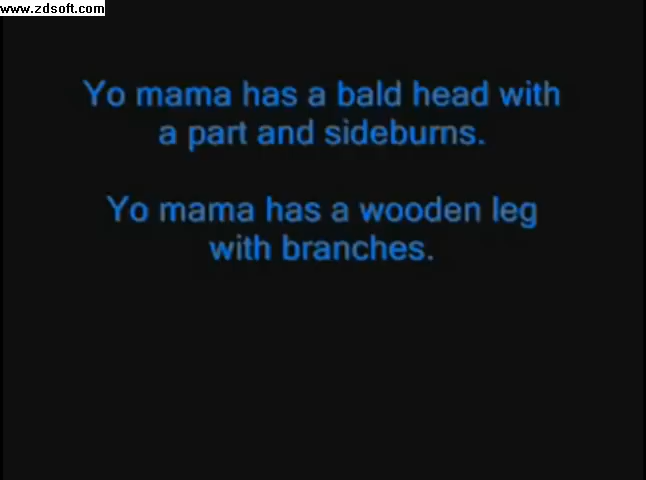 www.zdsoft.com
Yo mama has a bald head with
a part and sideburns.
Yo mama has a wooden leg
with branches.